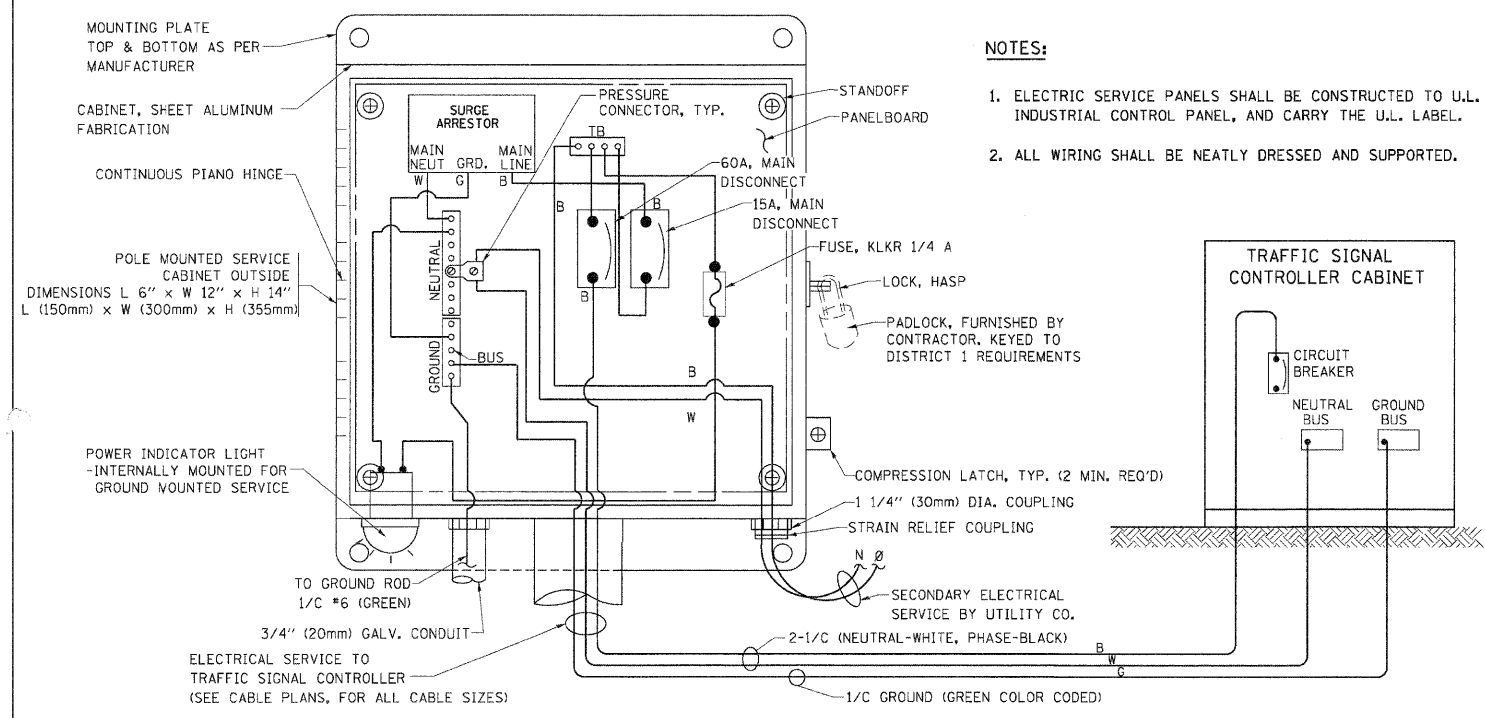 MOUNTING PLATE
TOP & BOTTOM AS PER
MANUFACTURER
CABINET, SHEET ALUMINUM
FABRICATION
CONTINUOUS PIANO HINGE
POLE MOUNTED SERVICE
CABINET OUTSIDE
DIMENSIONS L 6" x W 12" x H 14"
L (150mm) x W (300mm) x H (355mm)
POWER INDICATOR LIGHT
-INTERNALLY MOUNTED FOR
GROUND MOUNTED SERVICE
TO GROUND ROD
1/C #6 (GREEN)
3/4" (20mm) GALV. CONDUIT
ELECTRICAL SERVICE TO
TRAFFIC SIGNAL CONTROLLER
(SEE CABLE PLANS, FOR ALL CABLE SIZES)
SURGE
ARRESTOR
MAIN
NEUT
GRD.
MAIN
LINE
W
G
B
PRESSURE
CONNECTOR, TYP.
TB
STANDOFF
PANELBOARD
60A, MAIN
DISCONNECT
15A, MAIN
DISCONNECT
B
B
B
FUSE, KLKR 1/4 A
NEUTRAL
GROUND
BUS
LOCK, HASP
PADLOCK, FURNISHED BY
CONTRACTOR. KEYED TO
DISTRICT 1 REQUIREMENTS
B
W
COMPRESSION LATCH, TYP. (2 MIN. REQ'D)
1 1/4" (30mm) DIA. COUPLING
STRAIN RELIEF COUPLING
N Ø
SECONDARY ELECTRICAL
SERVICE BY UTILITY CO.
2-1/C (NEUTRAL-WHITE, PHASE-BLACK)
B
W
G
1/C GROUND (GREEN COLOR CODED)
NOTES:
1. ELECTRIC SERVICE PANELS SHALL BE CONSTRUCTED TO U.L.
INDUSTRIAL CONTROL PANEL, AND CARRY THE U.L. LABEL.
2. ALL WIRING SHALL BE NEATLY DRESSED AND SUPPORTED.
TRAFFIC SIGNAL
CONTROLLER CABINET
CIRCUIT
BREAKER
NEUTRAL
BUS
GROUND
BUS